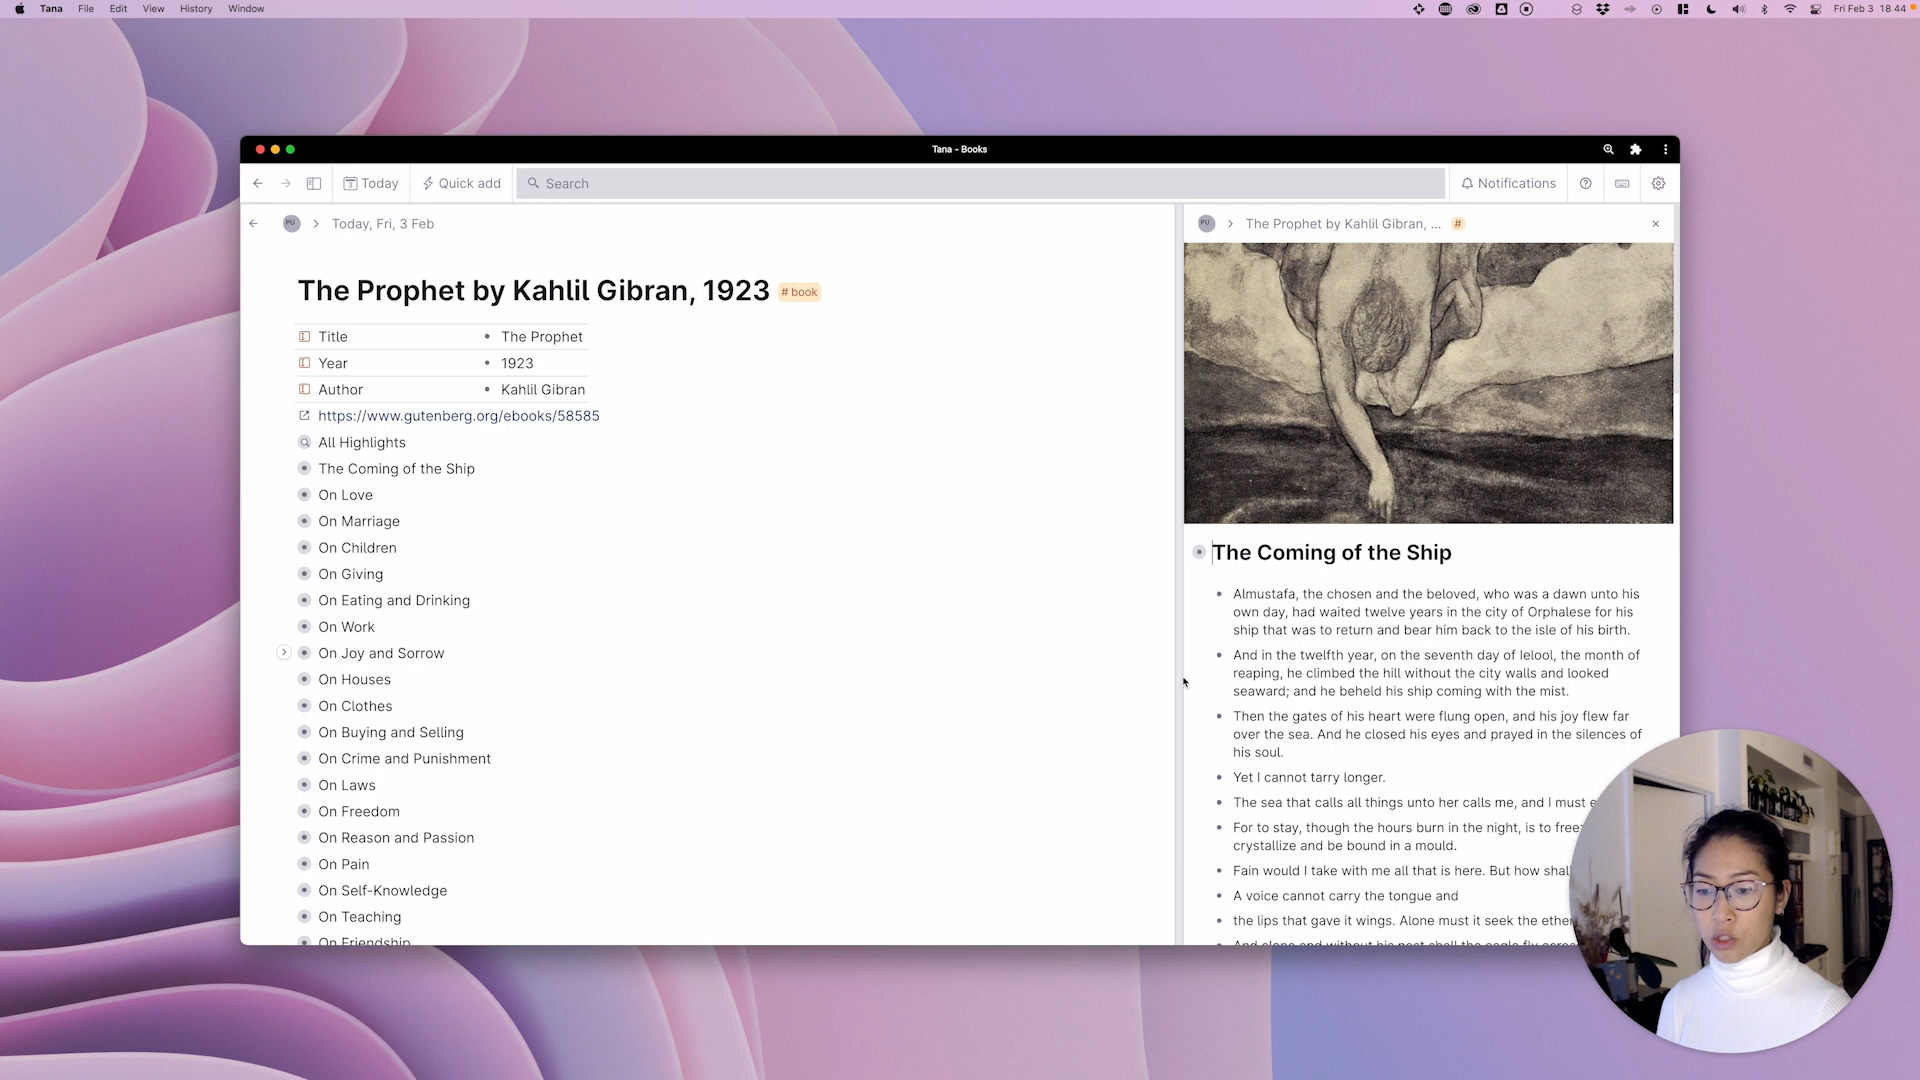 Tana File Edit View History Window
Fri Feb 3 18 44
Tana – Books
Today
Quick add
Search
Notifications
PU > Today, Fri, 3 Feb
The Prophet by Kahlil Gibran, 1923 # book
Title • The Prophet
Year • 1923
Author • Kahlil Gibran
https://www.gutenberg.org/ebooks/58585
All Highlights
The Coming of the Ship
On Love
On Marriage
On Children
On Giving
On Eating and Drinking
On Work
On Joy and Sorrow
On Houses
On Clothes
On Buying and Selling
On Crime and Punishment
On Laws
On Freedom
On Reason and Passion
On Pain
On Self-Knowledge
On Teaching
On Friendship
PU > The Prophet by Kahlil Gibran, ... #
The Coming of the Ship
• Almustafa, the chosen and the beloved, who was a dawn unto his
own day, had waited twelve years in the city of Orphalese for his
ship that was to return and bear him back to the isle of his birth.
• And in the twelfth year, on the seventh day of Ielool, the month of
reaping, he climbed the hill without the city walls and looked
seaward; and he beheld his ship coming with the mist.
• Then the gates of his heart were flung open, and his joy flew far
over the sea. And he closed his eyes and prayed in the silences of
his soul.
• Yet I cannot tarry longer.
• The sea that calls all things unto her calls me, and I must
• For to stay, though the hours burn in the night, is to
crystallize and be bound in a mould.
• Fain would I take with me all that is here. But how
• A voice cannot carry the tongue and
• the lips that gave it wings. Alone must it seek the
• And alone and without his nest shall the eagle fly